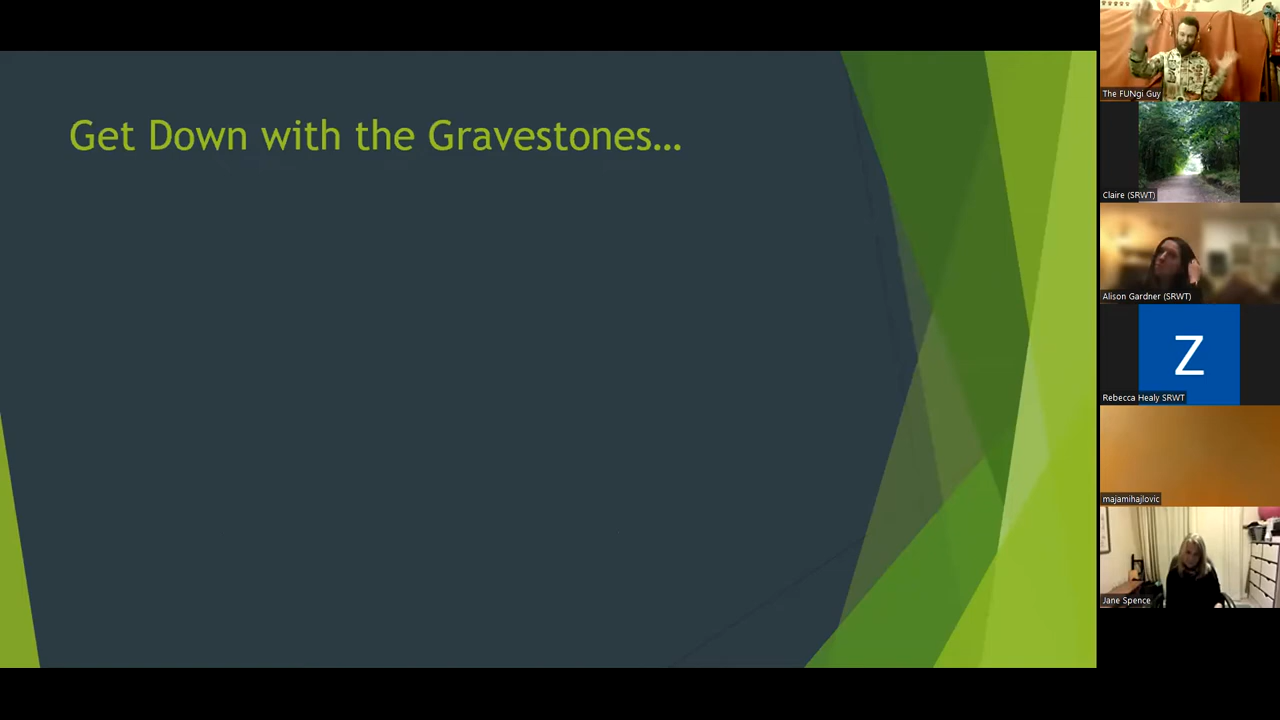 Get Down with the Gravestones...
The FUNgi Guy
Claire (SRWT)
Alison Gardner (SRWT)
Z
Rebecca Healy SRWT
majamihajlovic
Jane Spence